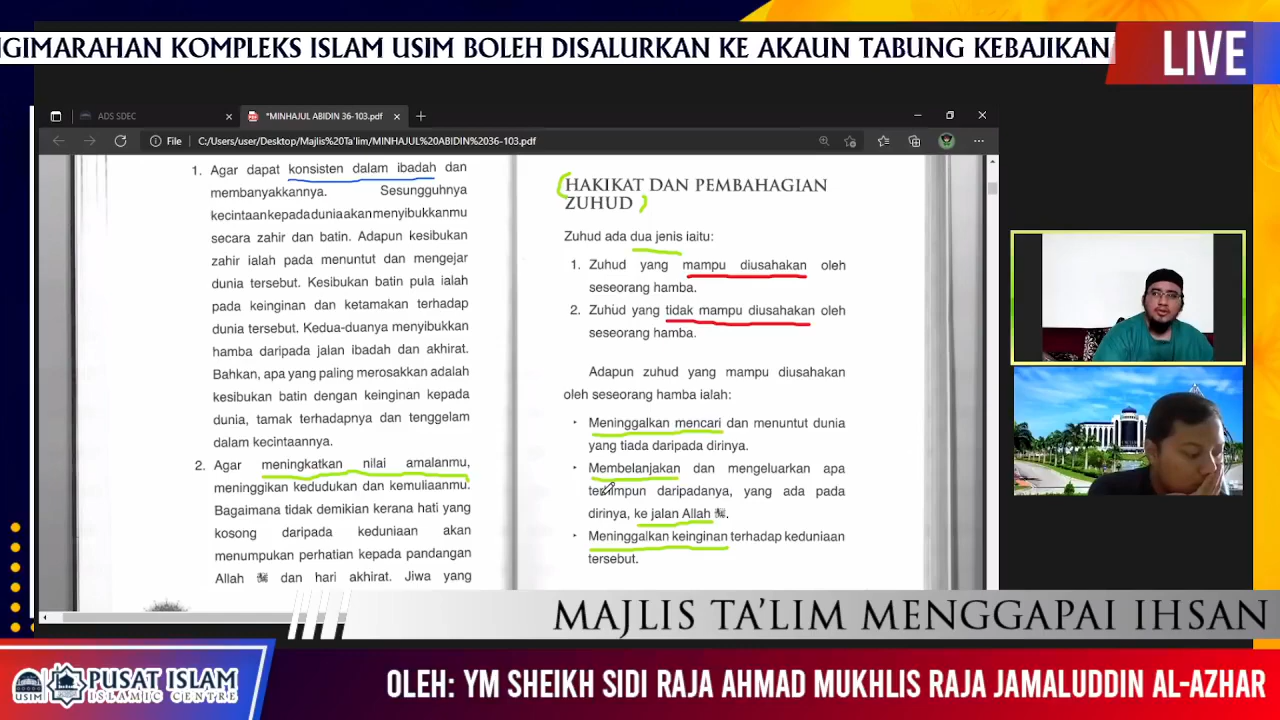 NGIMARAHAN KOMPLEKS ISLAM USIM BOLEH DISALURKAN KE AKAUN TABUNG KEBAJIKAN
LIVE
ADS SDEC
*MINHAJUL ABIDIN 36-103.pdf
File
C:/Users/user/Desktop/Majlis%20Ta'lim/MINHAJUL%20ABIDIN%2036-103.pdf
1. Agar dapat konsisten dalam ibadah dan
membanyakkannya. Sesungguhnya
kecintaan kepada dunia akan menyibukkanmu
secara zahir dan batin. Adapun kesibukan
zahir ialah pada menuntut dan mengejar
dunia tersebut. Kesibukan batin pula ialah
pada keinginan dan ketamakan terhadap
dunia tersebut. Kedua-duanya menyibukkan
hamba daripada jalan ibadah dan akhirat.
Bahkan, apa yang paling merosakkan adalah
kesibukan batin dengan keinginan kepada
dunia, tamak terhadapnya dan tenggelam
dalam kecintaannya.
2. Agar meningkatkan nilai amalanmu,
meninggikan kedudukan dan kemuliaanmu.
Bagaimana tidak demikian kerana hati yang
kosong daripada keduniaan akan
menumpukan perhatian kepada pandangan
Allah ﷻ dan hari akhirat. Jiwa yang
HAKIKAT DAN PEMBAHAGIAN
ZUHUD
Zuhud ada dua jenis iaitu:
1. Zuhud yang mampu diusahakan oleh
seseorang hamba.
2. Zuhud yang tidak mampu diusahakan oleh
seseorang hamba.
Adapun zuhud yang mampu diusahakan
oleh seseorang hamba ialah:
‣ Meninggalkan mencari dan menuntut dunia
yang tiada daripada dirinya.
‣ Membelanjakan dan mengeluarkan apa
terhimpun daripadanya, yang ada pada
dirinya, ke jalan Allah ﷻ.
‣ Meninggalkan keinginan terhadap keduniaan
tersebut.
MAJLIS TA'LIM MENGGAPAI IHSAN
USIM
PUSAT ISLAM
ISLAMIC CENTRE
OLEH: YM SHEIKH SIDI RAJA AHMAD MUKHLIS RAJA JAMALUDDIN AL-AZHAR